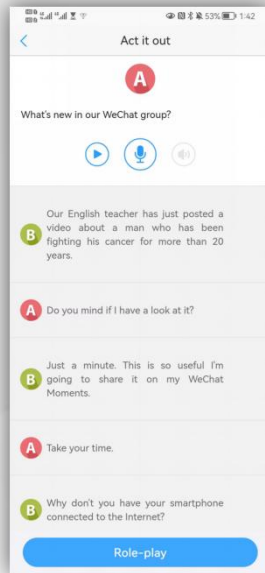 53% 1:42
Act it out
A
What's new in our WeChat group?
Our English teacher has just posted a
video about a man who has been
B
fighting his cancer for more than 20
years.
A Do you mind if I have a look at it?
Just a minute. This is so useful I'm
B going to share it on my WeChat
Moments.
A Take your time.
B Why don't you have your smartphone
connected to the Internet?
Role-play